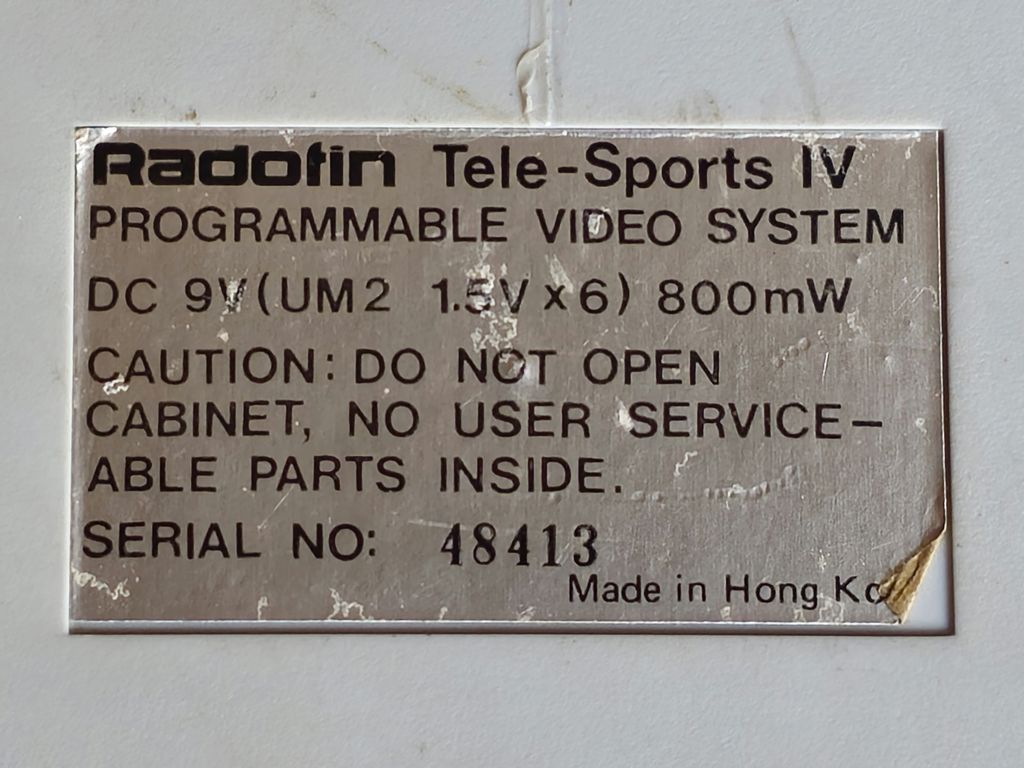 Radofin Tele-Sports IV
PROGRAMMABLE VIDEO SYSTEM
DC 9V (UM2 1.5V x 6) 800mW
CAUTION: DO NOT OPEN
CABINET, NO USER SERVICE-
ABLE PARTS INSIDE.
SERIAL NO: 48413
Made in Hong